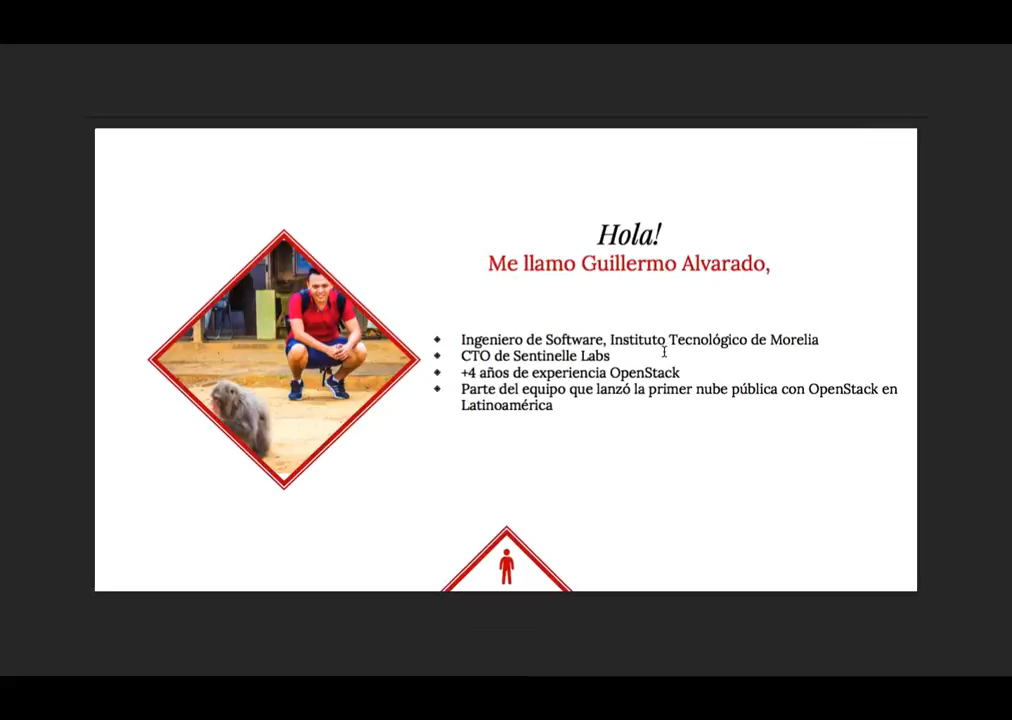 Hola!
Me llamo Guillermo Alvarado,
Ingeniero de Software, Instituto Tecnológico de Morelia
CTO de Sentinelle Labs
+4 años de experiencia OpenStack
Parte del equipo que lanzó la primer nube pública con OpenStack en
Latinoamérica